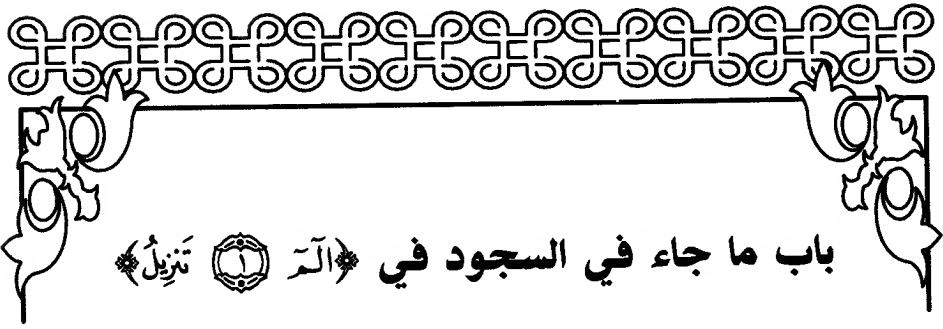 باب ما جاء في السجود في ﴿الٓمٓ ۝١ تَنزِيلُ﴾